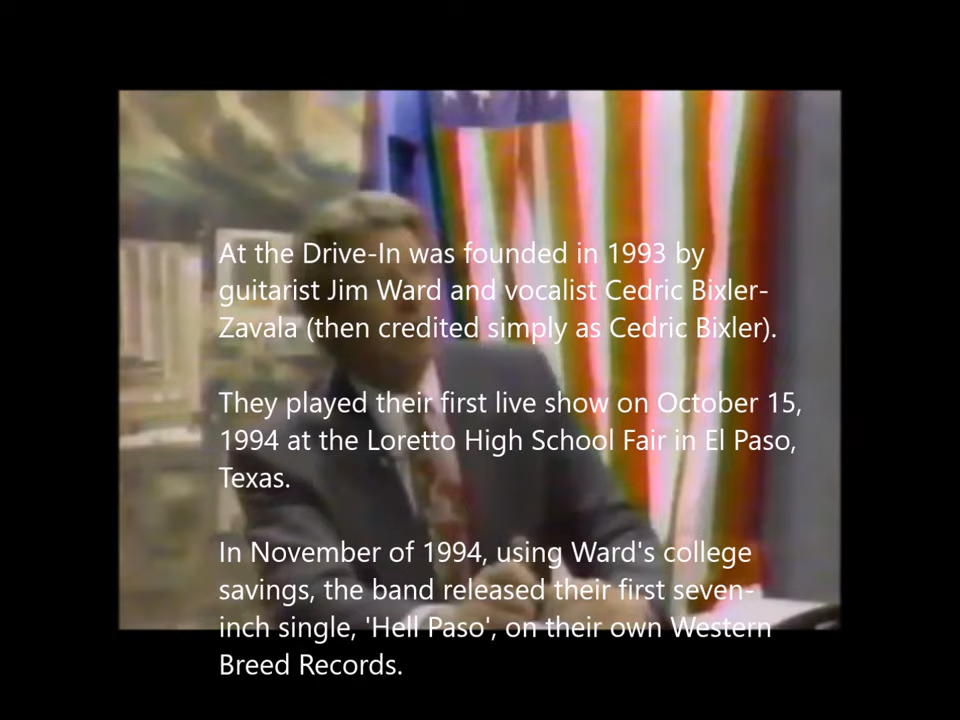 At the Drive-In was founded in 1993 by
guitarist Jim Ward and vocalist Cedric Bixler-
Zavala (then credited simply as Cedric Bixler).
They played their first live show on October 15,
1994 at the Loretto High School Fair in El Paso,
Texas.
In November of 1994, using Ward's college
savings, the band released their first seven-
inch single, 'Hell Paso', on their own Western
Breed Records.